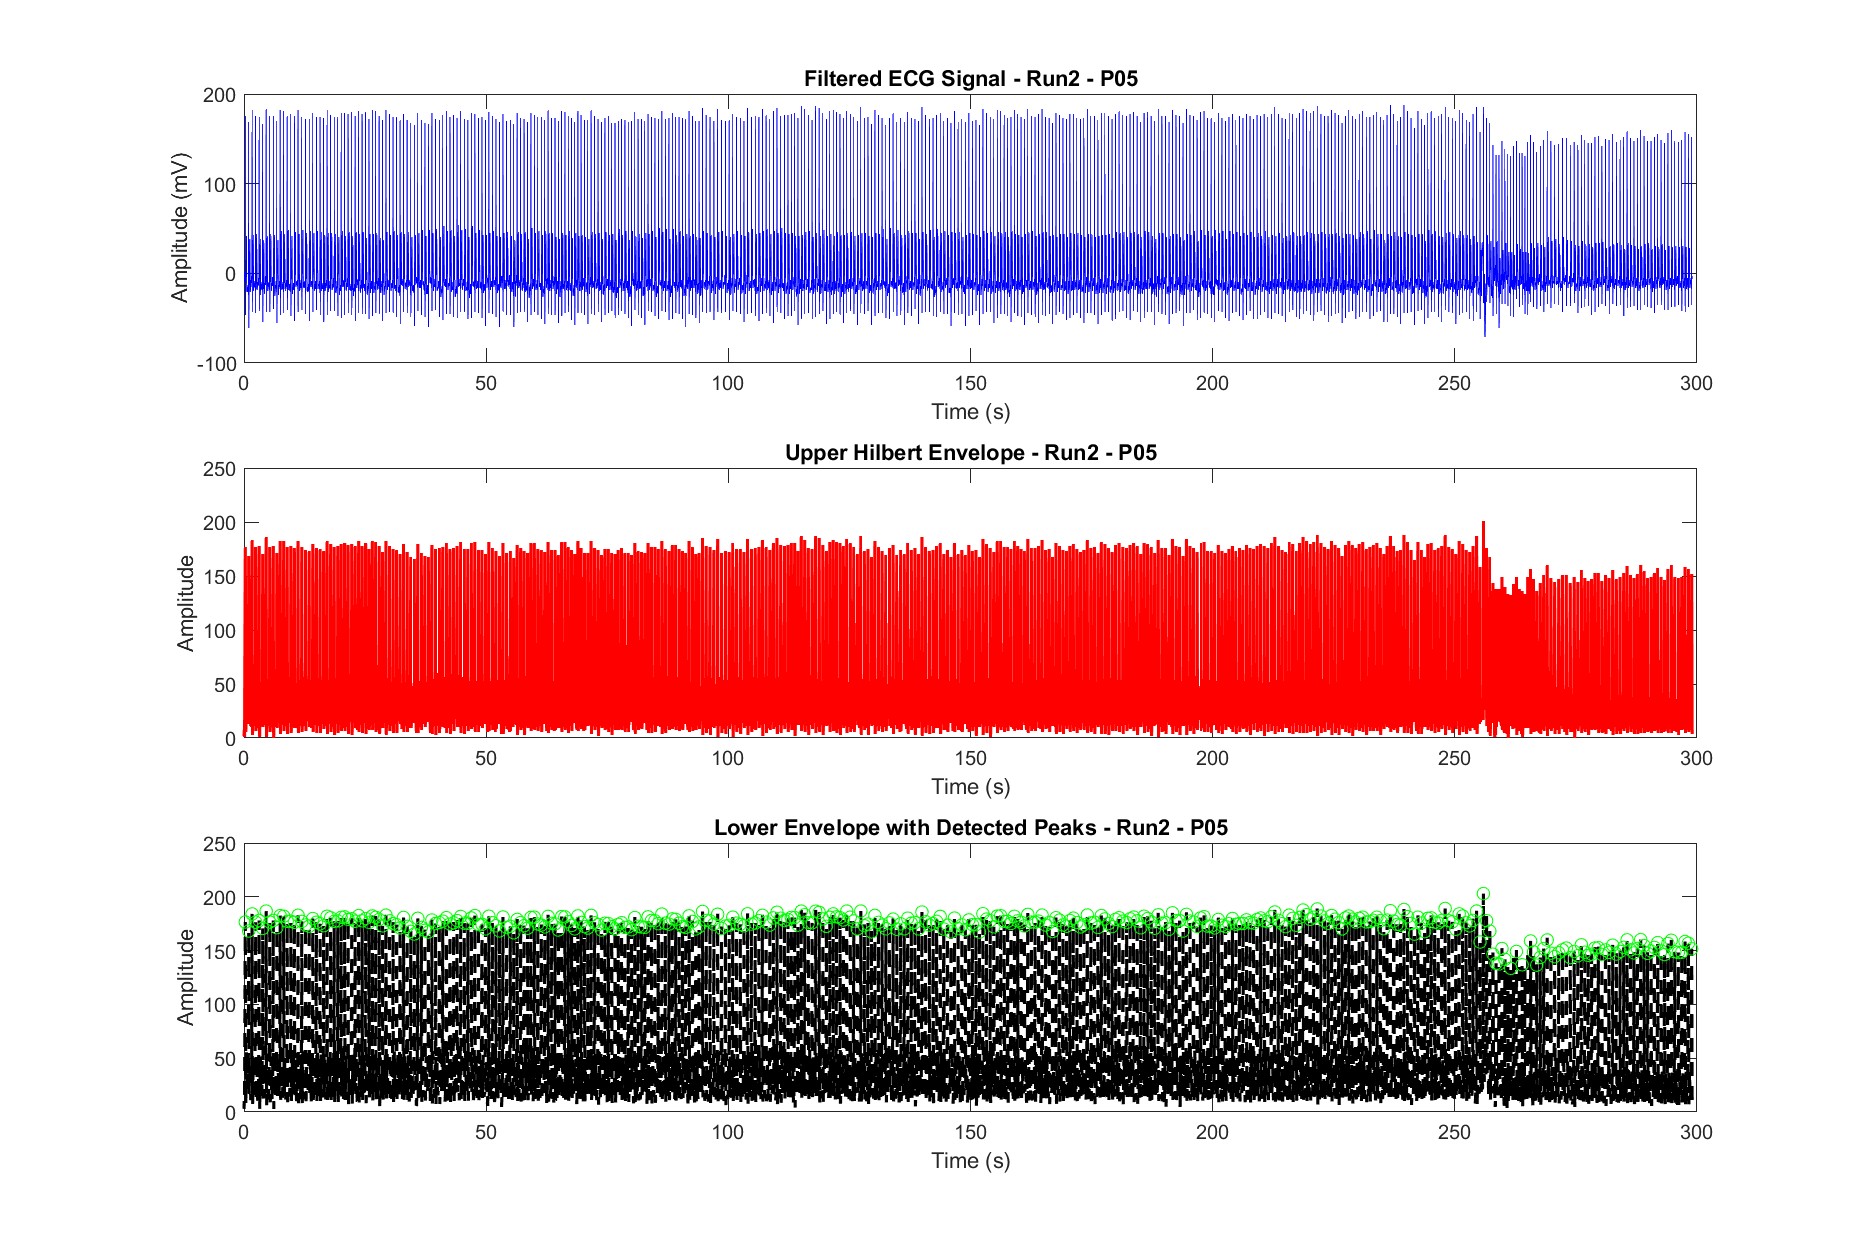 Filtered ECG Signal - Run2 - P05
200
100
0
-100
Amplitude (mV)
0 50 100 150 200 250 300
Time (s)
Upper Hilbert Envelope - Run2 - P05
250
200
150
100
50
0
Amplitude
0 50 100 150 200 250 300
Time (s)
Lower Envelope with Detected Peaks - Run2 - P05
250
200
150
100
50
0
Amplitude
0 50 100 150 200 250 300
Time (s)